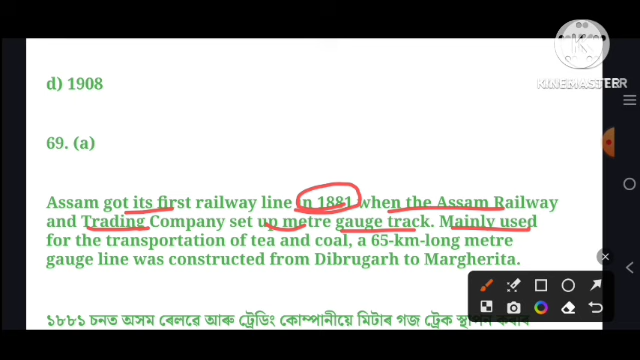 d) 1908
KINEMASTER
69. (a)
Assam got its first railway line in 1881 when the Assam Railway
and Trading Company set up metre gauge track. Mainly used
for the transportation of tea and coal, a 65-km-long metre
gauge line was constructed from Dibrugarh to Margherita.
১৮৮১ চনত অসম ৰেলৱে আৰু ট্ৰেডিং কোম্পানীয়ে মিটাৰ গজ ট্ৰেক স্থাপন কৰাৰ